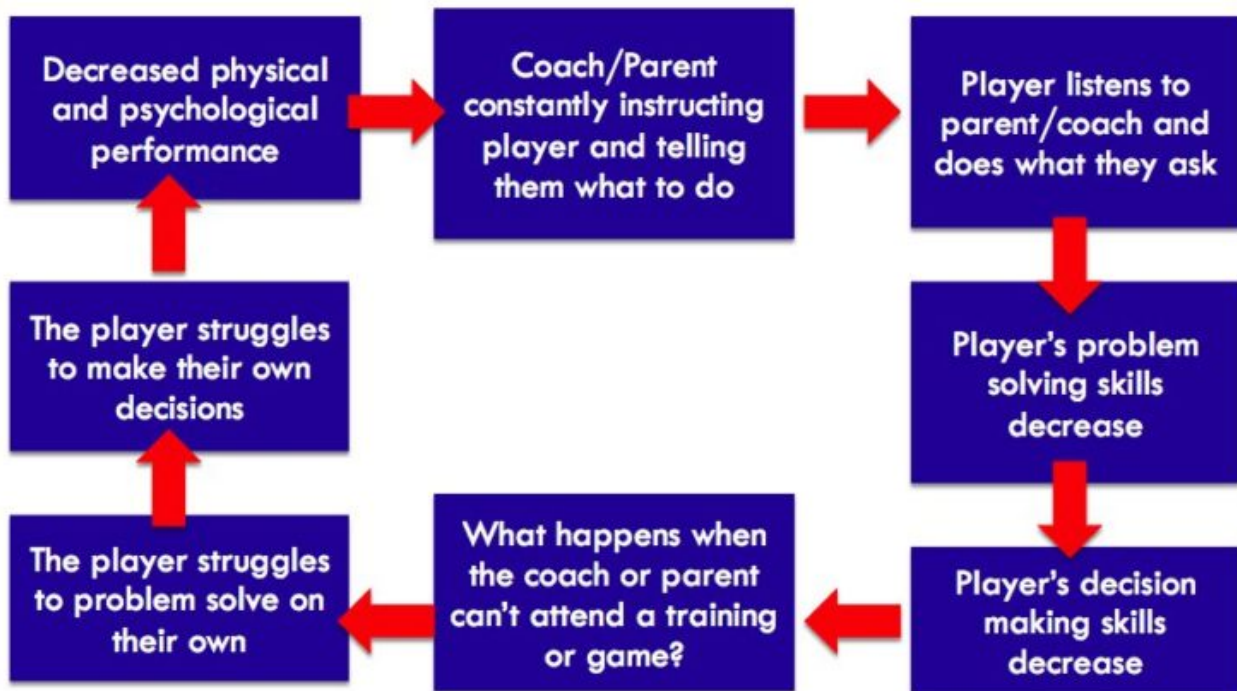 Decreased physical
and psychological
performance
Coach/Parent
constantly instructing
player and telling
them what to do
Player listens to
parent/coach and
does what they ask
The player struggles
to make their own
decisions
Player's problem
solving skills
decrease
The player struggles
to problem solve on
their own
What happens when
the coach or parent
can't attend a training
or game?
Player's decision
making skills
decrease